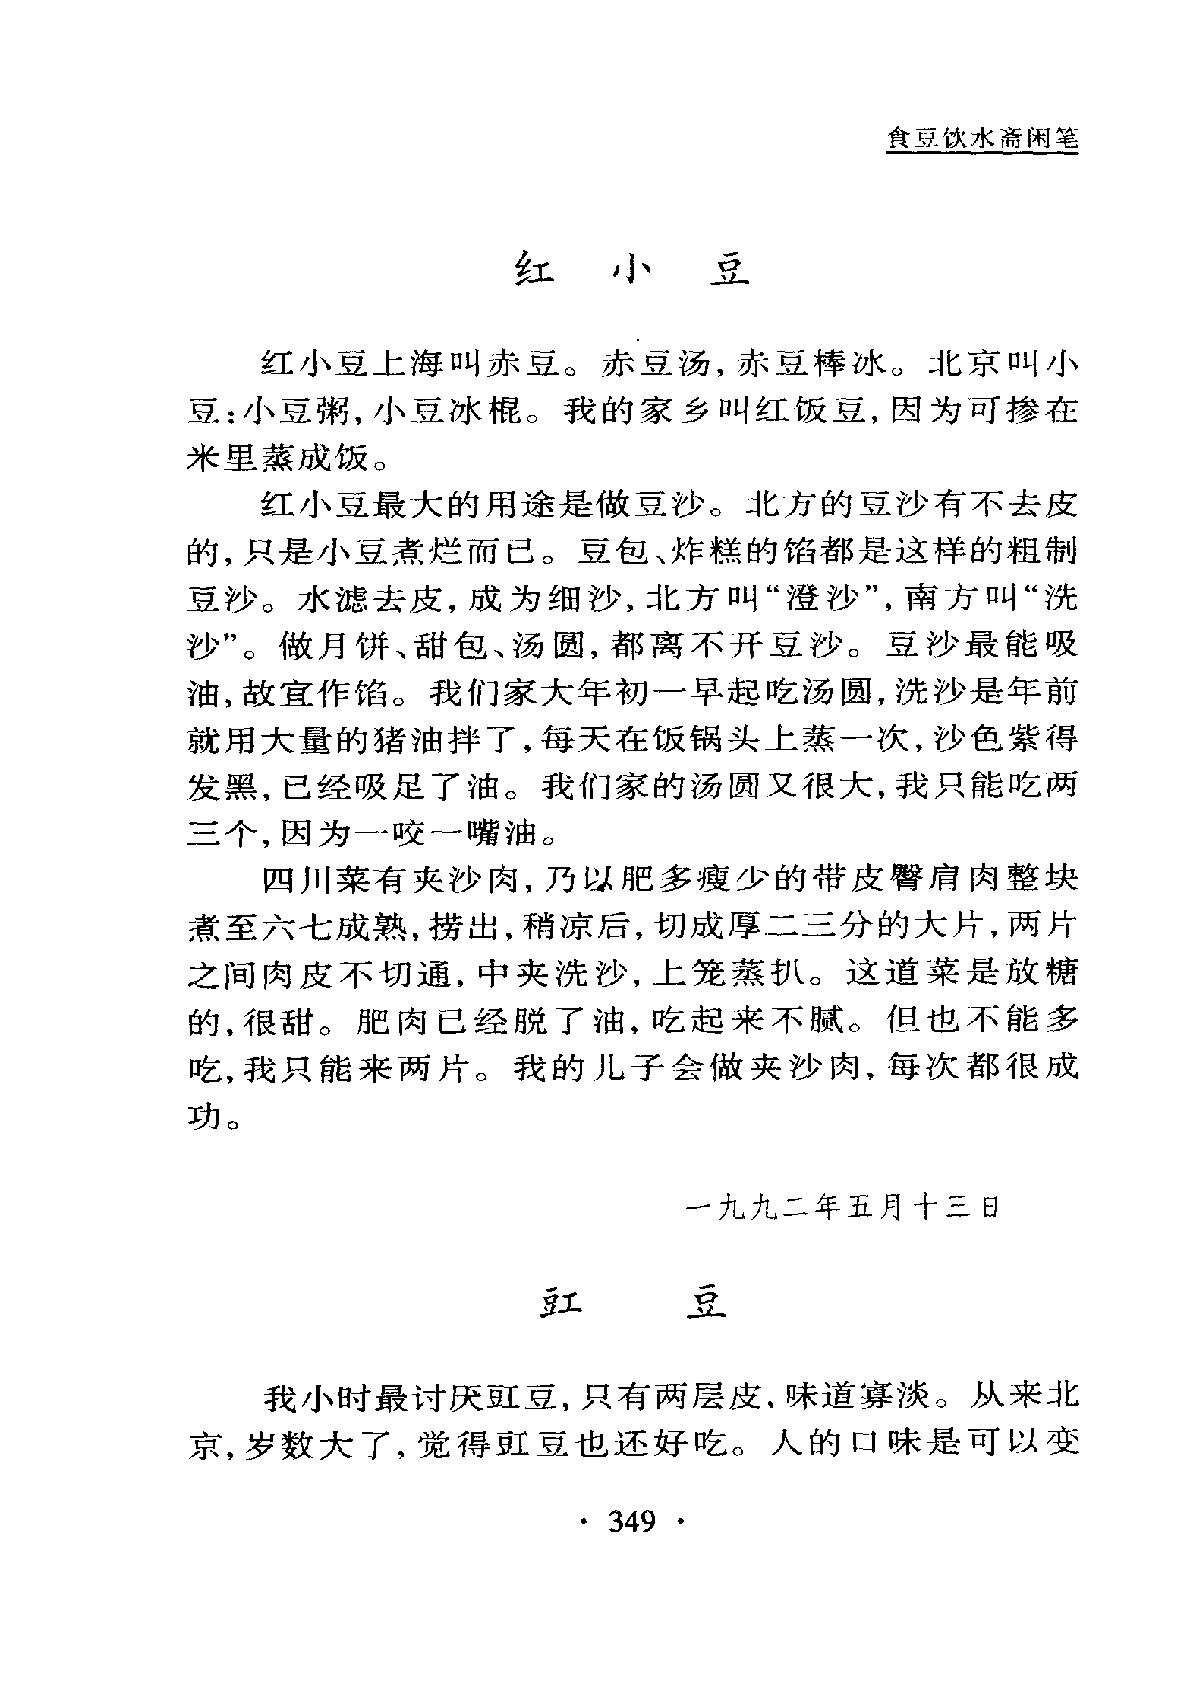 食豆饮水斋闲笔
红小豆
红小豆上海叫赤豆。赤豆汤,赤豆棒冰。北京叫小
豆:小豆粥,小豆冰棍。我的家乡叫红饭豆,因为可掺在
米里蒸成饭。
红小豆最大的用途是做豆沙。北方的豆沙有不去皮
的,只是小豆煮烂而已。豆包、炸糕的馅都是这样的粗制
豆沙。水滤去皮,成为细沙,北方叫“澄沙”,南方叫“洗
沙”。做月饼、甜包、汤圆,都离不开豆沙。豆沙最能吸
油,故宜作馅。我们家大年初一早起吃汤圆,洗沙是年前
就用大量的猪油拌了,每天在饭锅头上蒸一次,沙色紫得
发黑,已经吸足了油。我们家的汤圆又很大,我只能吃两
三个,因为一咬一嘴油。
四川菜有夹沙肉,乃以肥多瘦少的带皮臀肩肉整块
煮至六七成熟,捞出,稍凉后,切成厚二三分的大片,两片
之间肉皮不切通,中夹洗沙,上笼蒸扒。这道菜是放糖
的,很甜。肥肉已经脱了油,吃起来不腻。但也不能多
吃,我只能来两片。我的儿子会做夹沙肉,每次都很成
功。
一九九二年五月十三日
豇豆
我小时最讨厌豇豆,只有两层皮,味道寡淡。从来北
京,岁数大了,觉得豇豆也还好吃。人的口味是可以变
· 349 ·